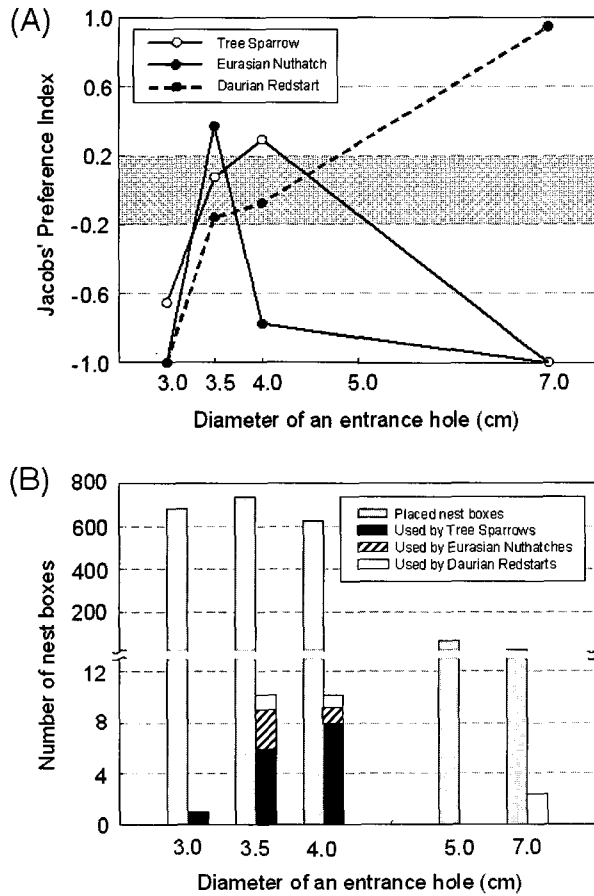 (A)
Tree Sparrow
Eurasian Nuthatch
Daurian Redstart
1.0
0.6
0.2
-0.2
-0.6
-1.0
Jacobs' Preference Index
3.0 3.5 4.0 5.0 7.0
Diameter of an entrance hole (cm)
(B)
Placed nest boxes
Used by Tree Sparrows
Used by Eurasian Nuthatches
Used by Daurian Redstarts
800
600
400
200
12
8
4
0
Number of nest boxes
3.0 3.5 4.0 5.0 7.0
Diameter of an entrance hole (cm)